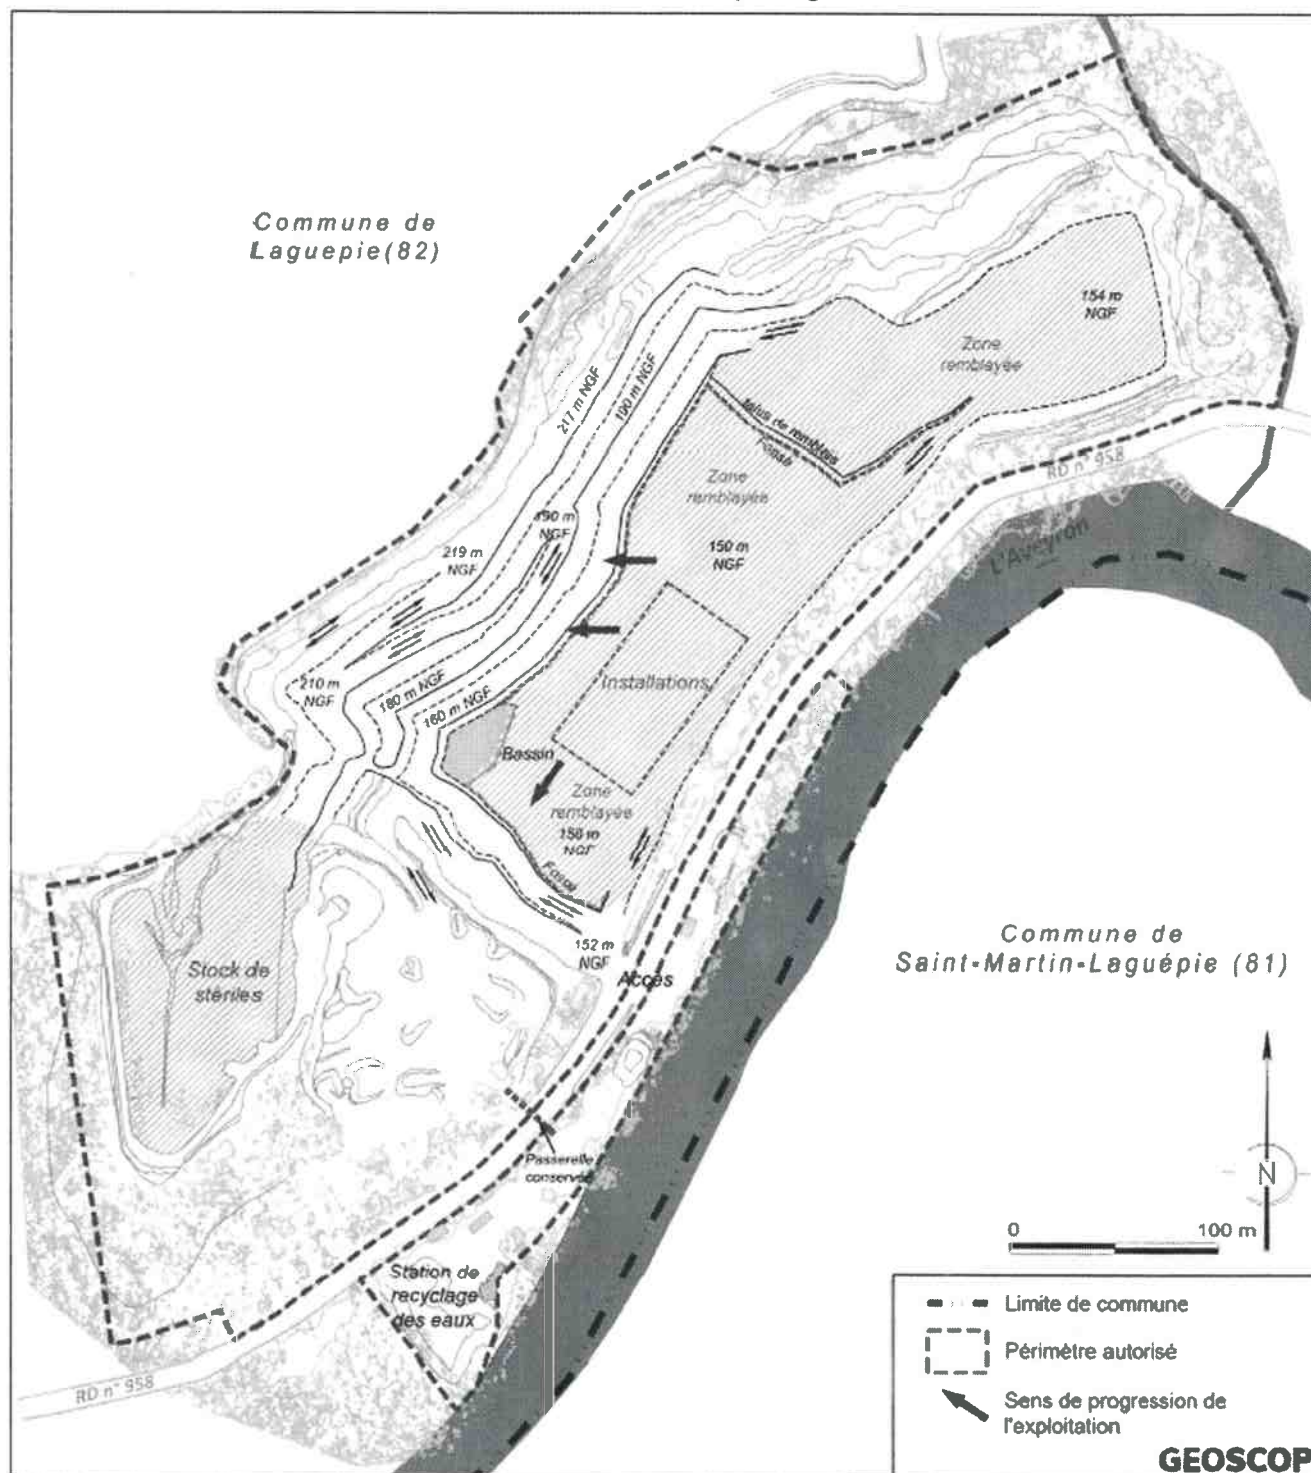 Commune de
Laguepie (82)
154 m
NGF
Zone
remblayée
217 m NGF
190 m NGF
talus de remblais
Fossé
RD n° 958
Zone
remblayée
190 m
NGF
150 m
NGF
219 m
NGF
L'Aveyron
210 m
NGF
180 m NGF
160 m NGF
Installations
Bassin
Zone
remblayée
NGF
Fossé
152 m
NGF
Accès
Commune de
Saint-Martin-Laguépie (81)
Stock de
stériles
Passerelle
conservée
N
0 100 m
Station de
recyclage
des eaux
RD n° 958
Limite de commune
Périmètre autorisé
Sens de progression de
l'exploitation
GEOSCOP